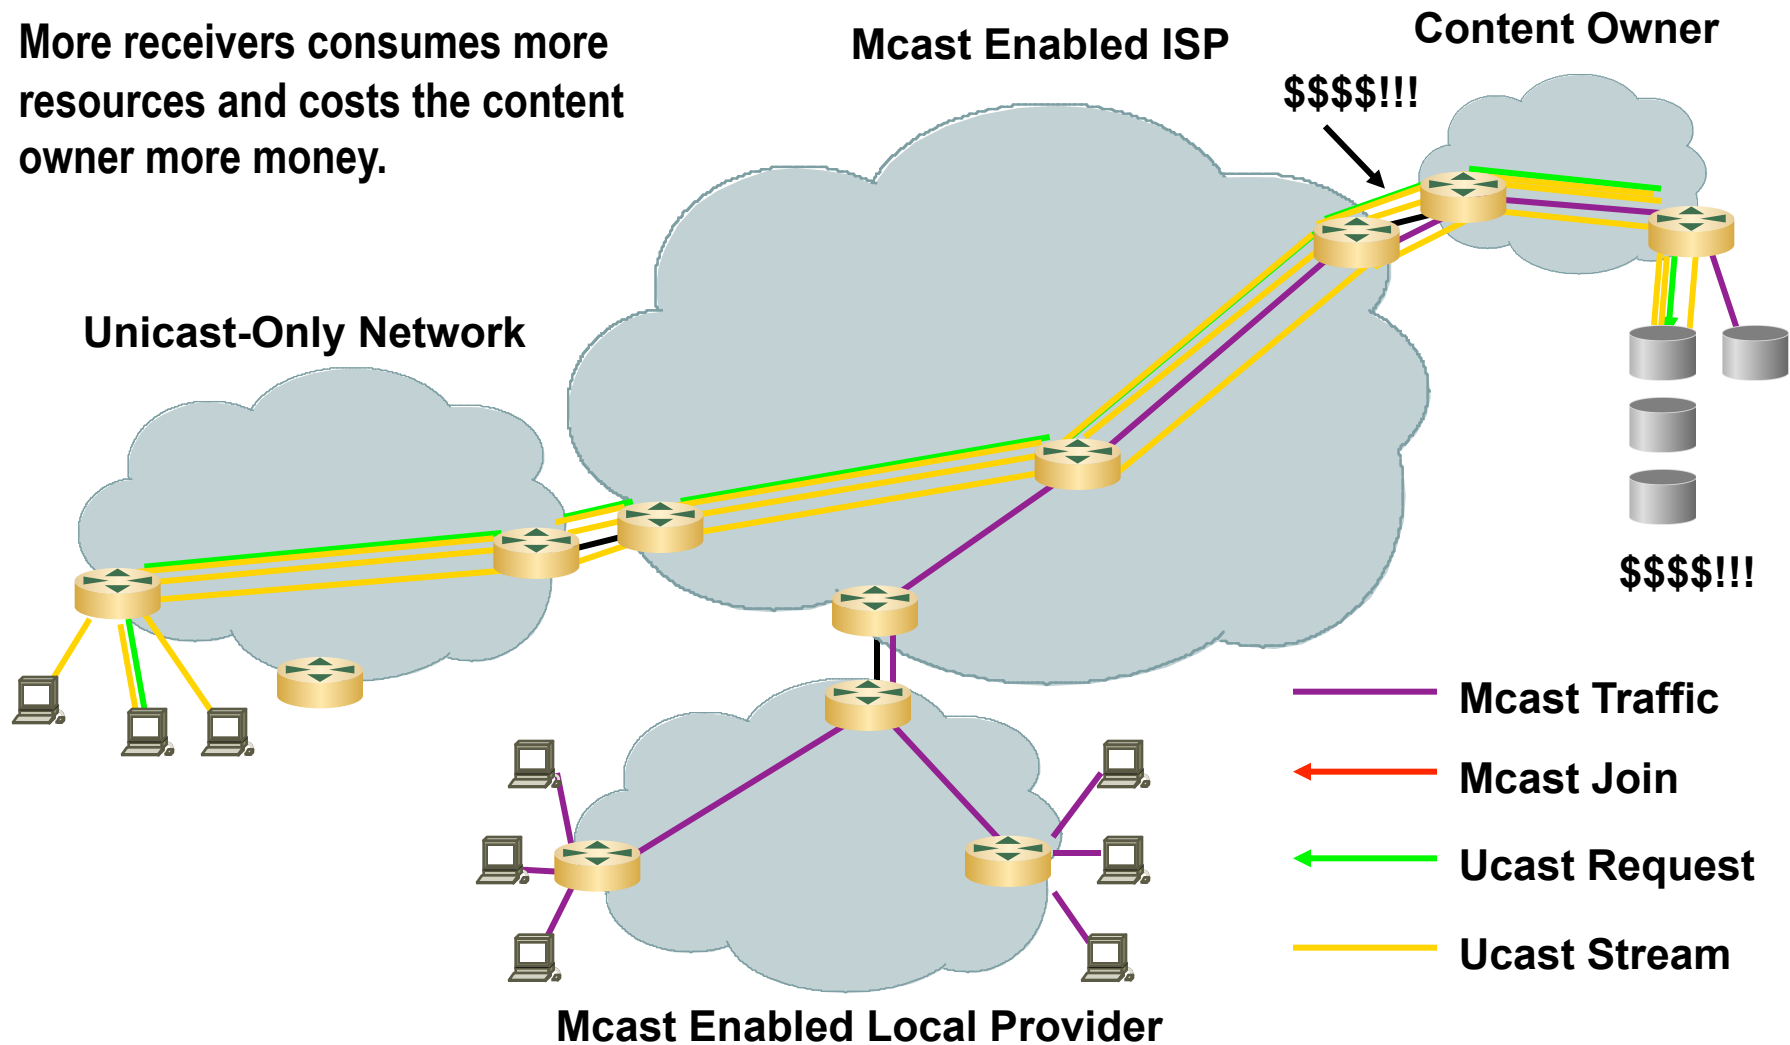 More receivers consumes more
resources and costs the content
owner more money.
Mcast Enabled ISP
Content Owner
$$$$!!!
Unicast-Only Network
$$$$!!!
Mcast Traffic
Mcast Join
Ucast Request
Ucast Stream
Mcast Enabled Local Provider